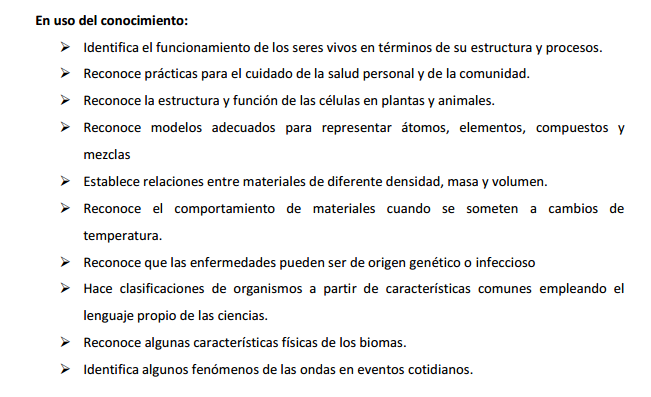 En uso del conocimiento:
➢ Identifica el funcionamiento de los seres vivos en términos de su estructura y procesos.
➢ Reconoce prácticas para el cuidado de la salud personal y de la comunidad.
➢ Reconoce la estructura y función de las células en plantas y animales.
➢ Reconoce modelos adecuados para representar átomos, elementos, compuestos y
mezclas
➢ Establece relaciones entre materiales de diferente densidad, masa y volumen.
➢ Reconoce el comportamiento de materiales cuando se someten a cambios de
temperatura.
➢ Reconoce que las enfermedades pueden ser de origen genético o infeccioso
➢ Hace clasificaciones de organismos a partir de características comunes empleando el
lenguaje propio de las ciencias.
➢ Reconoce algunas características físicas de los biomas.
➢ Identifica algunos fenómenos de las ondas en eventos cotidianos.